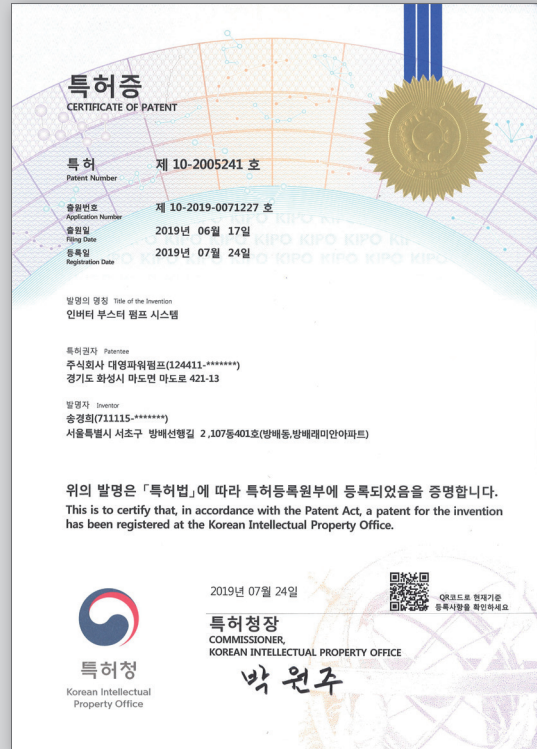 특허증
CERTIFICATE OF PATENT
특허 제 10-2005241 호
Patent Number
출원번호 제 10-2019-0071227 호
Application Number
출원일 2019년 06월 17일
Filing Date
등록일 2019년 07월 24일
Registration Date
발명의 명칭 Title of the Invention
인버터 부스터 펌프 시스템
특허권자 Patentee
주식회사 대영파워펌프(124411-*******)
경기도 화성시 마도면 마도로 421-13
발명자 Inventor
송경희(711115-*******)
서울특별시 서초구 방배선행길 2 ,107동401호(방배동,방배래미안아파트)
위의 발명은 「특허법」에 따라 특허등록원부에 등록되었음을 증명합니다.
This is to certify that, in accordance with the Patent Act, a patent for the invention
has been registered at the Korean Intellectual Property Office.
2019년 07월 24일
QR코드로 현재기준
등록사항을 확인하세요
특허청장
COMMISSIONER,
KOREAN INTELLECTUAL PROPERTY OFFICE
박원주
특허청
Korean Intellectual
Property Office